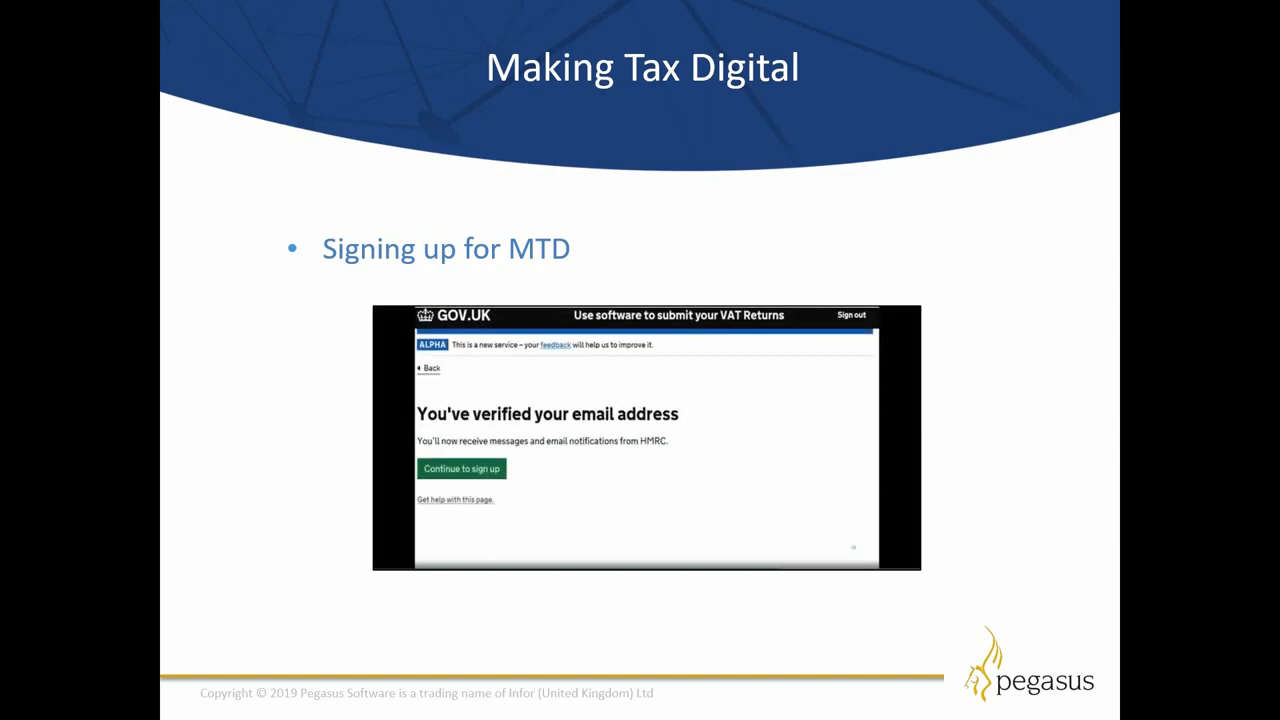 Making Tax Digital
• Signing up for MTD
GOV.UK Use software to submit your VAT Returns Sign out
ALPHA This is a new service – your feedback will help us to improve it.
Back
You've verified your email address
You'll now receive messages and email notifications from HMRC.
Continue to sign up
Get help with this page.
Copyright © 2019 Pegasus Software is a trading name of Infor (United Kingdom) Ltd
pegasus